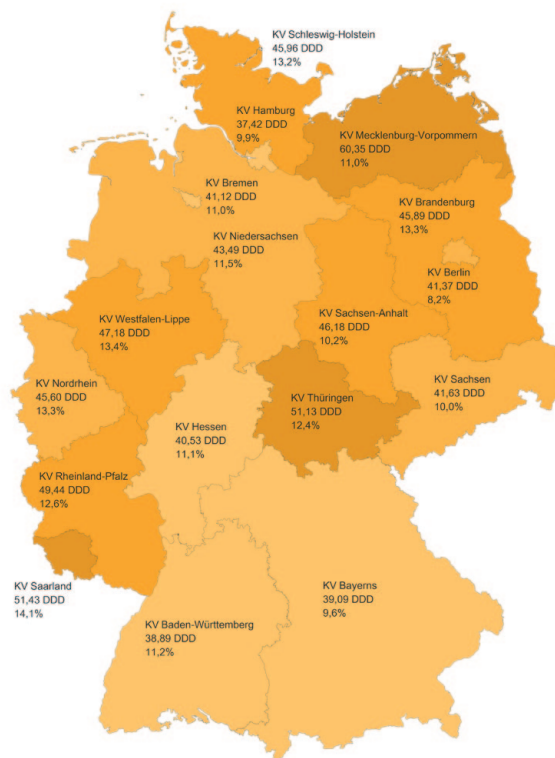 KV Schleswig-Holstein
45,96 DDD
13,2%
KV Hamburg
37,42 DDD
9,9%
KV Mecklenburg-Vorpommern
60,35 DDD
11,0%
KV Bremen
41,12 DDD
11,0%
KV Brandenburg
45,89 DDD
13,3%
KV Niedersachsen
43,49 DDD
11,5%
KV Berlin
41,37 DDD
8,2%
KV Westfalen-Lippe
47,18 DDD
13,4%
KV Sachsen-Anhalt
46,18 DDD
10,2%
KV Nordrhein
45,60 DDD
13,3%
KV Sachsen
41,63 DDD
10,0%
KV Thüringen
51,13 DDD
12,4%
KV Hessen
40,53 DDD
11,1%
KV Rheinland-Pfalz
49,44 DDD
12,6%
KV Saarland
51,43 DDD
14,1%
KV Bayerns
39,09 DDD
9,6%
KV Baden-Württemberg
38,89 DDD
11,2%